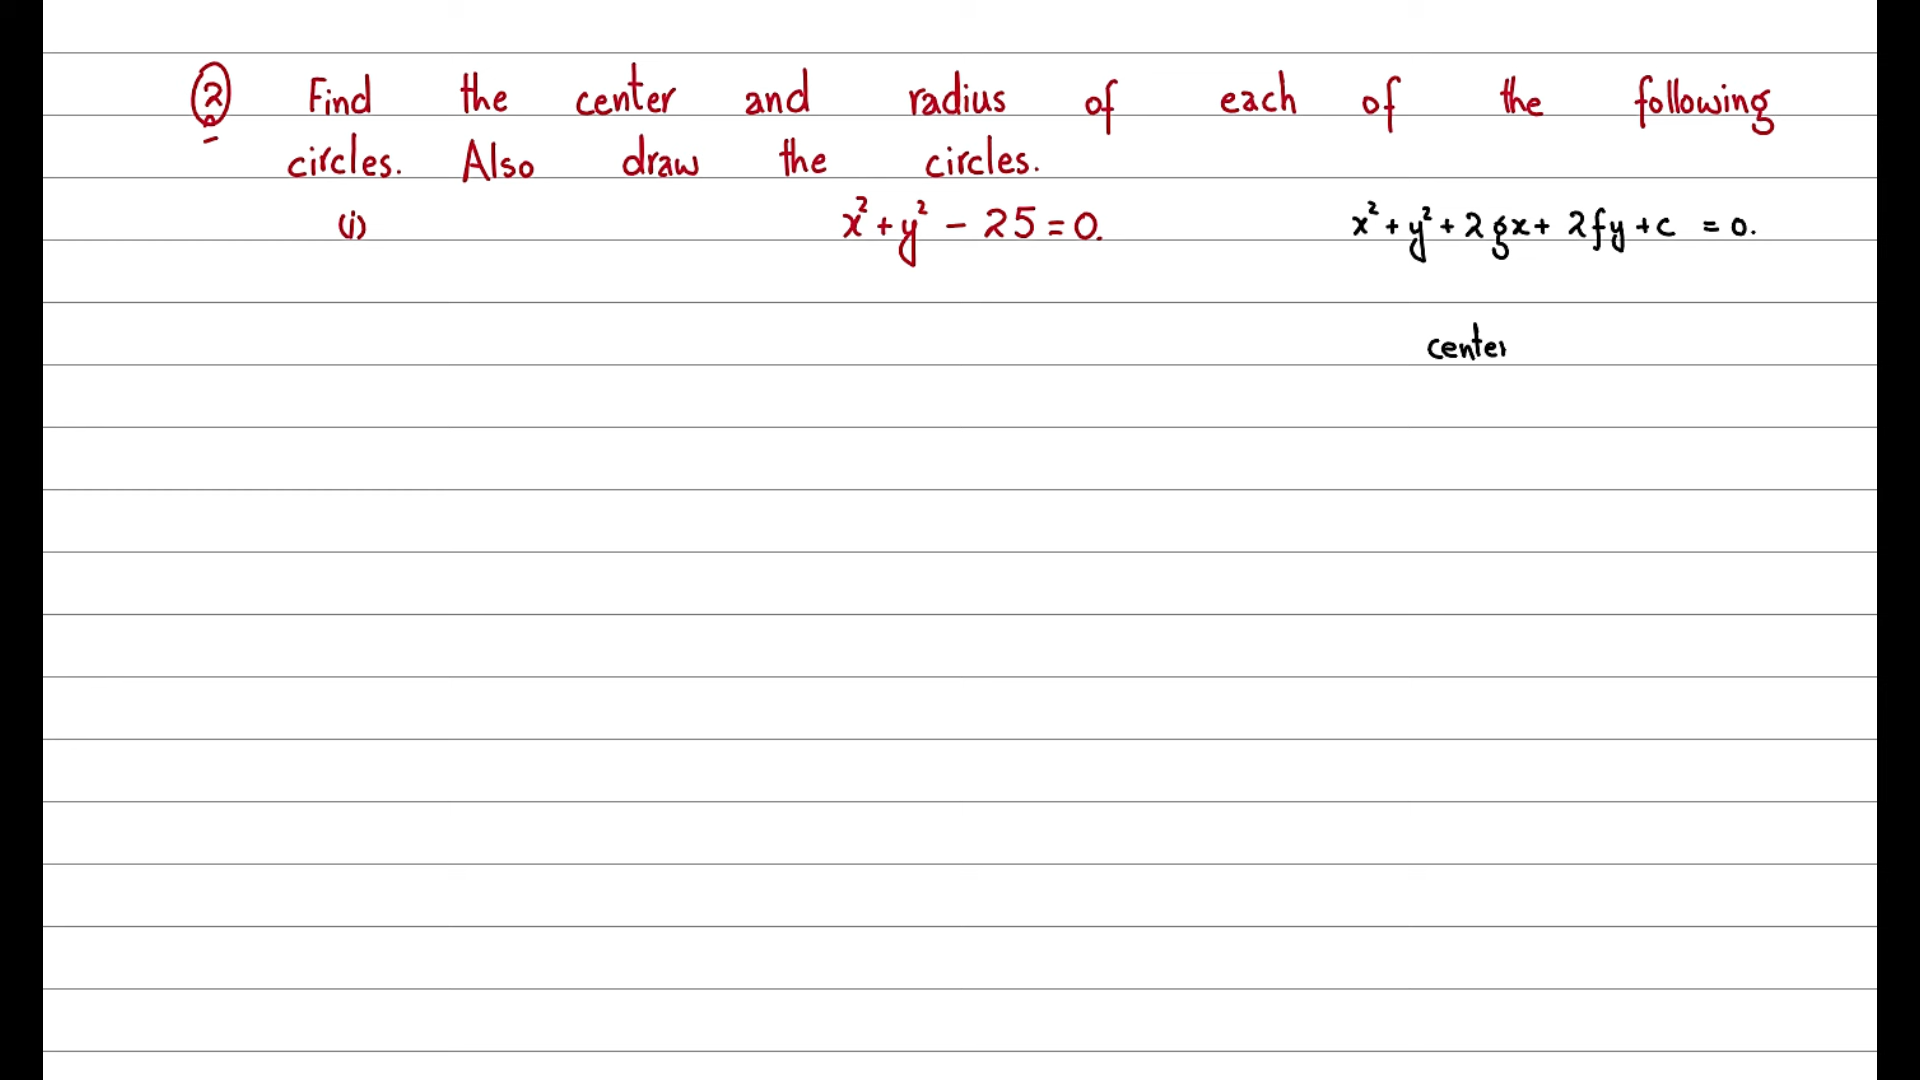 ② Find the center and radius of each of the following
circles. Also draw the circles.
(i) x² + y² - 25 = 0. x² + y² + 2gx + 2fy + c = 0.
center